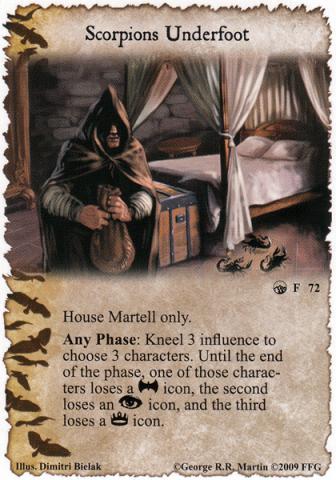 Scorpions Underfoot
F 72
House Martell only.
Any Phase: Kneel 3 influence to
choose 3 characters. Until the end
of the phase, one of those charac-
ters loses a icon, the second
loses an icon, and the third
loses a icon.
Illus. Dimitri Bielak
©George R.R. Martin ©2009 FFG